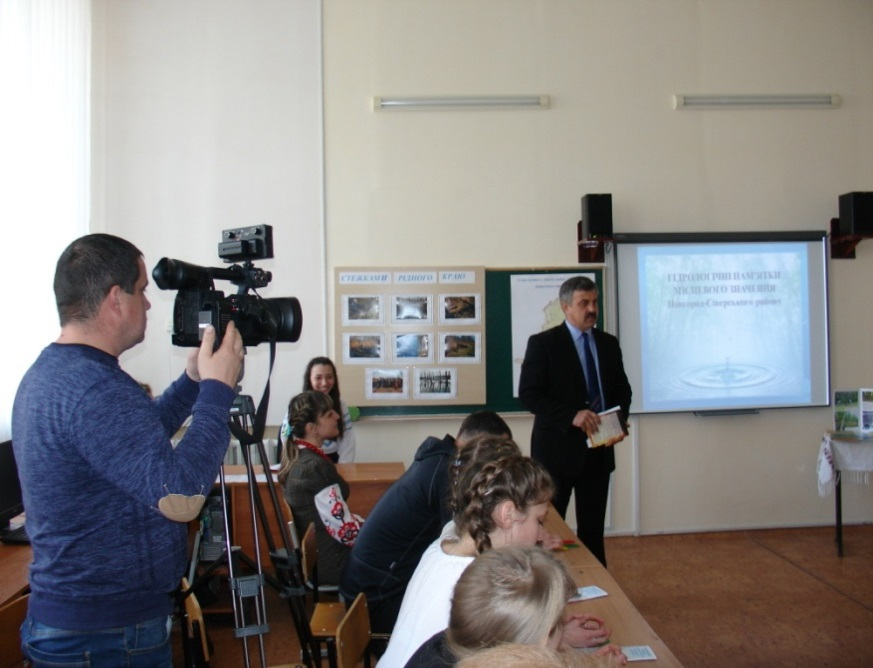 СТЕЖКАМИ РІДНОГО КРАЮ
ГІДРОЛОГІЧНІ ПАМ'ЯТКИ
МІСЦЕВОГО ЗНАЧЕННЯ
Новгород-Сіверського району